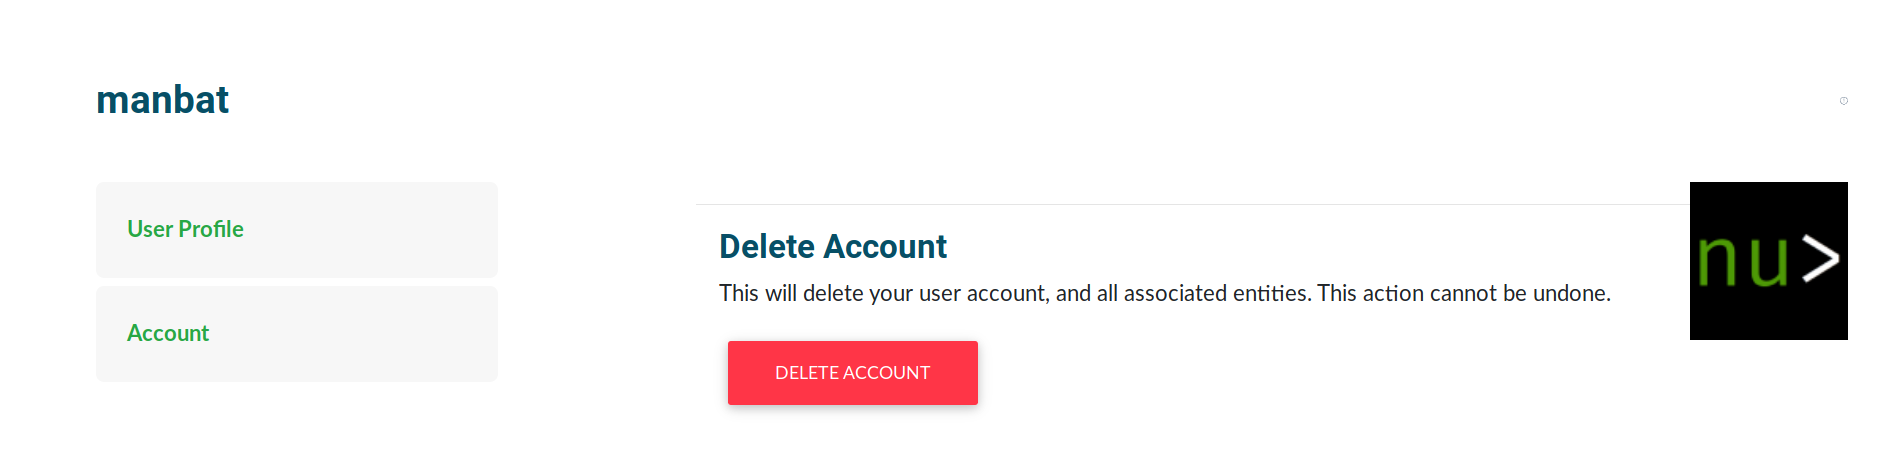 manbat
User Profile
Account
Delete Account
This will delete your user account, and all associated entities. This action cannot be undone.
DELETE ACCOUNT
nu>